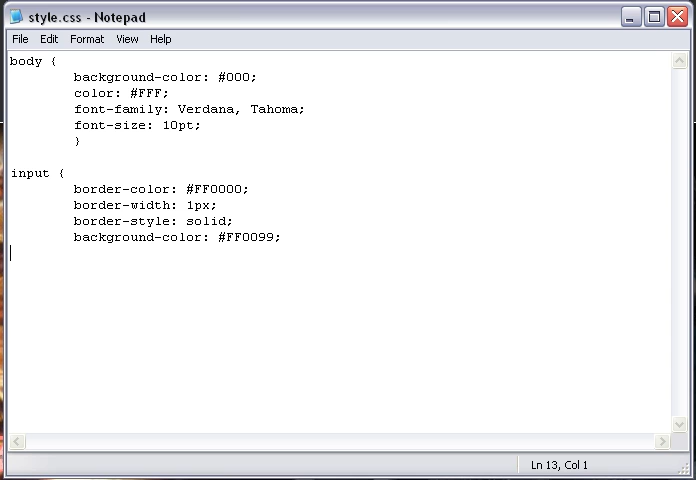 style.css - Notepad
File Edit Format View Help
body {
background-color: #000;
color: #FFF;
font-family: Verdana, Tahoma;
font-size: 10pt;
}
input {
border-color: #FF0000;
border-width: 1px;
border-style: solid;
background-color: #FF0099;
Ln 13, Col 1